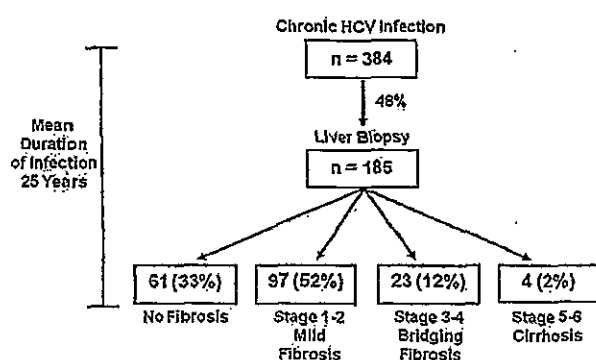 Chronic HCV Infection
n = 384
48%
Mean
Duration
of Infection
25 Years
Liver Biopsy
n = 185
61 (33%)
97 (52%)
23 (12%)
4 (2%)
No Fibrosis
Stage 1-2
Mild
Fibrosis
Stage 3-4
Bridging
Fibrosis
Stage 5-6
Cirrhosis